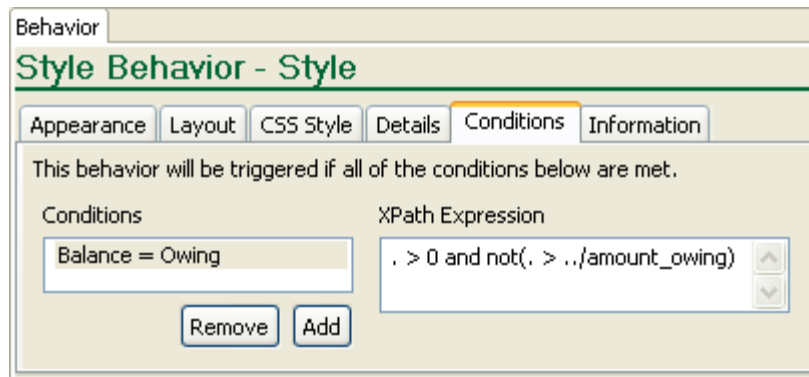 Behavior
Style Behavior - Style
Appearance Layout CSS Style Details Conditions Information
This behavior will be triggered if all of the conditions below are met.
Conditions XPath Expression
Balance = Owing . > 0 and not(. > ../amount_owing)
Remove Add